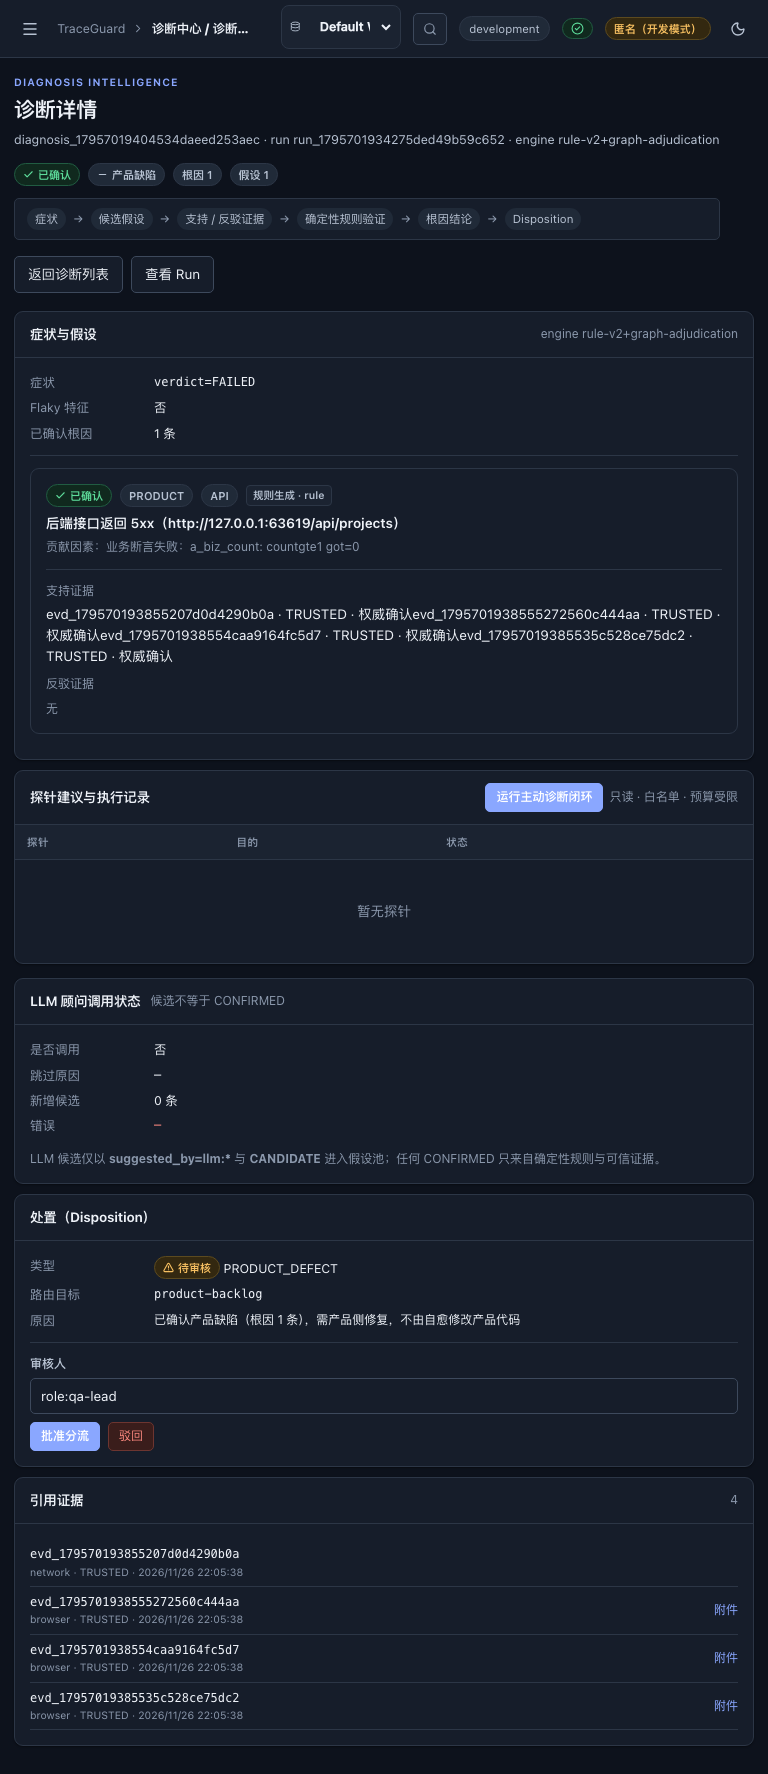 TraceGuard
诊断中心 / 诊断...
Default
development
匿名（开发模式）
DIAGNOSIS INTELLIGENCE
诊断详情
diagnosis_17957019404534daeed253aec · run run_1795701934275ded49b59c652 · engine rule-v2+graph-adjudication
已确认
产品缺陷
根因 1
假设 1
症状 → 候选假设 → 支持 / 反驳证据 → 确定性规则验证 → 根因结论 → Disposition
返回诊断列表
查看 Run
症状与假设
engine rule-v2+graph-adjudication
症状 verdict=FAILED
Flaky 特征 否
已确认根因 1 条
已确认 PRODUCT API 规则生成 · rule
后端接口返回 5xx（http://127.0.0.1:63619/api/projects）
贡献因素：业务断言失败：a_biz_count: countgte1 got=0
支持证据
evd_179570193855207d0d4290b0a · TRUSTED · 权威确认evd_1795701938555272560c444aa · TRUSTED ·
权威确认evd_1795701938554caa9164fc5d7 · TRUSTED · 权威确认evd_17957019385535c528ce75dc2 ·
TRUSTED · 权威确认
反驳证据
无
探针建议与执行记录
运行主动诊断闭环
只读 · 白名单 · 预算受限
探针 目的 状态
暂无探针
LLM 顾问调用状态 候选不等于 CONFIRMED
是否调用 否
跳过原因 —
新增候选 0 条
错误 —
LLM 候选仅以 suggested_by=llm:* 与 CANDIDATE 进入假设池；任何 CONFIRMED 只来自确定性规则与可信证据。
处置（Disposition）
类型 待审核 PRODUCT_DEFECT
路由目标 product-backlog
原因 已确认产品缺陷（根因 1 条），需产品侧修复，不由自愈修改产品代码
审核人
role:qa-lead
批准分流
驳回
引用证据
4
evd_179570193855207d0d4290b0a
network · TRUSTED · 2026/11/26 22:05:38
evd_1795701938555272560c444aa
browser · TRUSTED · 2026/11/26 22:05:38
附件
evd_1795701938554caa9164fc5d7
browser · TRUSTED · 2026/11/26 22:05:38
附件
evd_17957019385535c528ce75dc2
browser · TRUSTED · 2026/11/26 22:05:38
附件